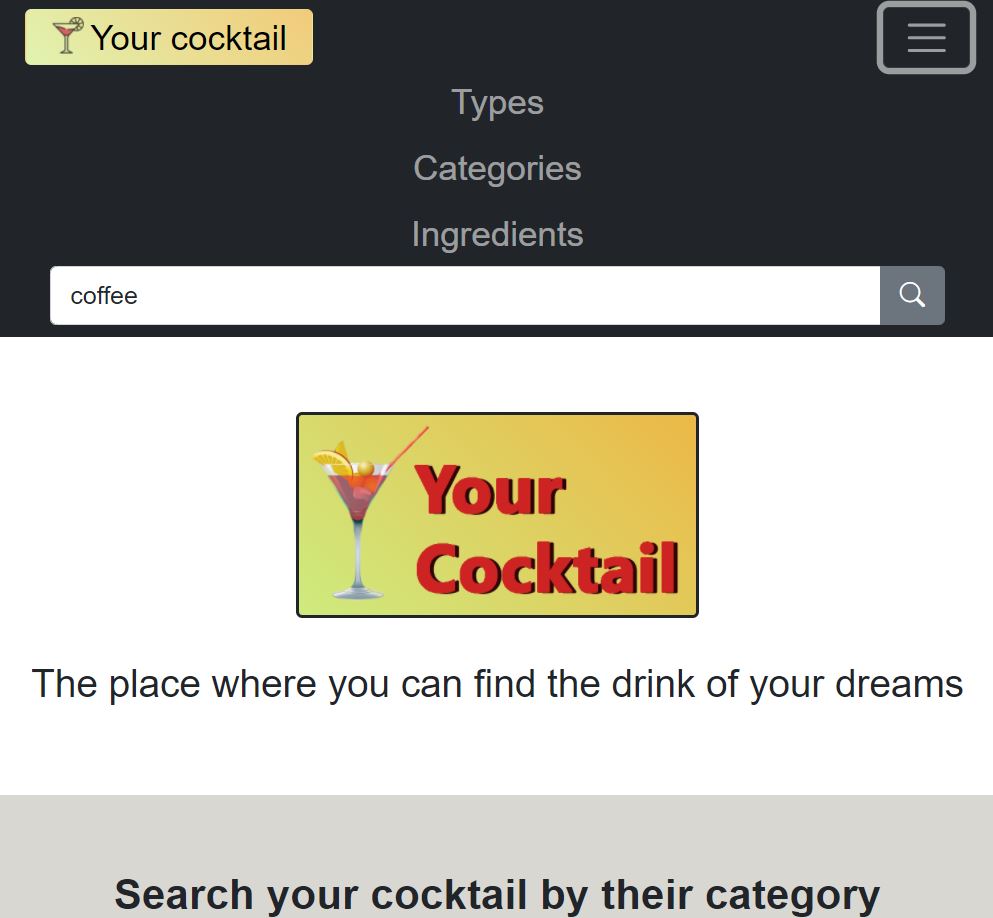 Your cocktail
Types
Categories
Ingredients
coffee
Your
Cocktail
The place where you can find the drink of your dreams
Search your cocktail by their category